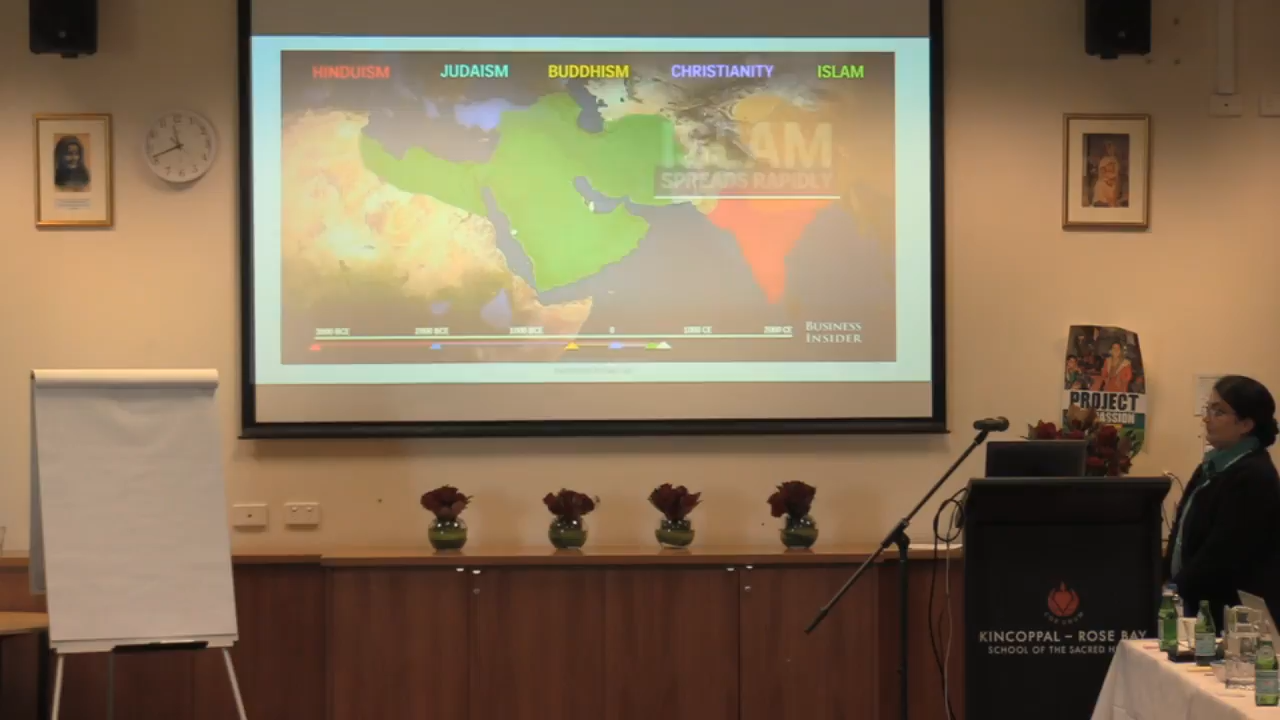 HINDUISM JUDAISM BUDDHISM CHRISTIANITY ISLAM
SPREADS RAPIDLY
3000 BCE 2000 BCE 1000 BCE 0 1000 CE 2000 CE
BUSINESS
INSIDER
PROJECT
KINCOPPAL – ROSE BAY
SCHOOL OF THE SACRED